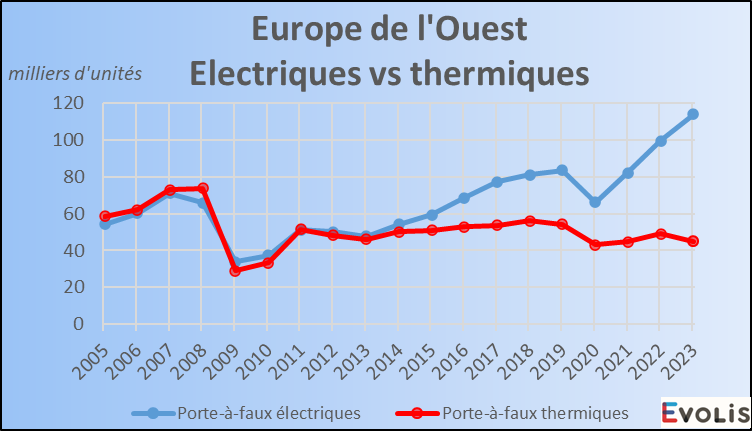 Europe de l'Ouest
Electriques vs thermiques
milliers d'unités
120
100
80
60
40
20
0
2005 2006 2007 2008 2009 2010 2011 2012 2013 2014 2015 2016 2017 2018 2019 2020 2021 2022 2023
Porte-à-faux électriques Porte-à-faux thermiques
EVOLIS